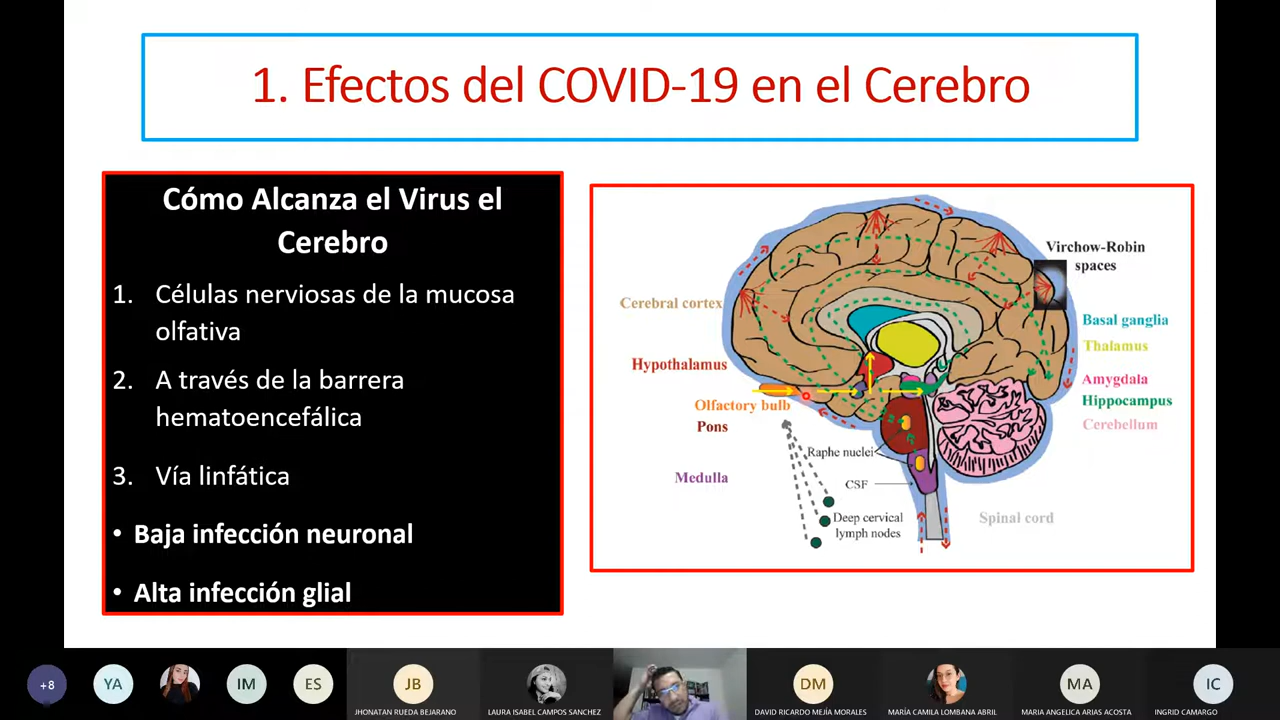 1. Efectos del COVID-19 en el Cerebro
Cómo Alcanza el Virus el
Cerebro
1. Células nerviosas de la mucosa
olfativa
2. A través de la barrera
hematoencefálica
3. Vía linfática
• Baja infección neuronal
• Alta infección glial
Virchow-Robin
spaces
Cerebral cortex
Basal ganglia
Thalamus
Hypothalamus
Amygdala
Olfactory bulb
Hippocampus
Pons
Cerebellum
Raphe nuclei
Medulla
CSF
Deep cervical
lymph nodes
Spinal cord
+8
YA
IM
ES
JB
DM
MA
IC
JHONATAN RUEDA BEJARANO
LAURA ISABEL CAMPOS SANCHEZ
DAVID RICARDO MEJÍA MORALES
MARÍA CAMILA LOMBANA ABRIL
MARIA ANGELICA ARIAS ACOSTA
INGRID CAMARGO